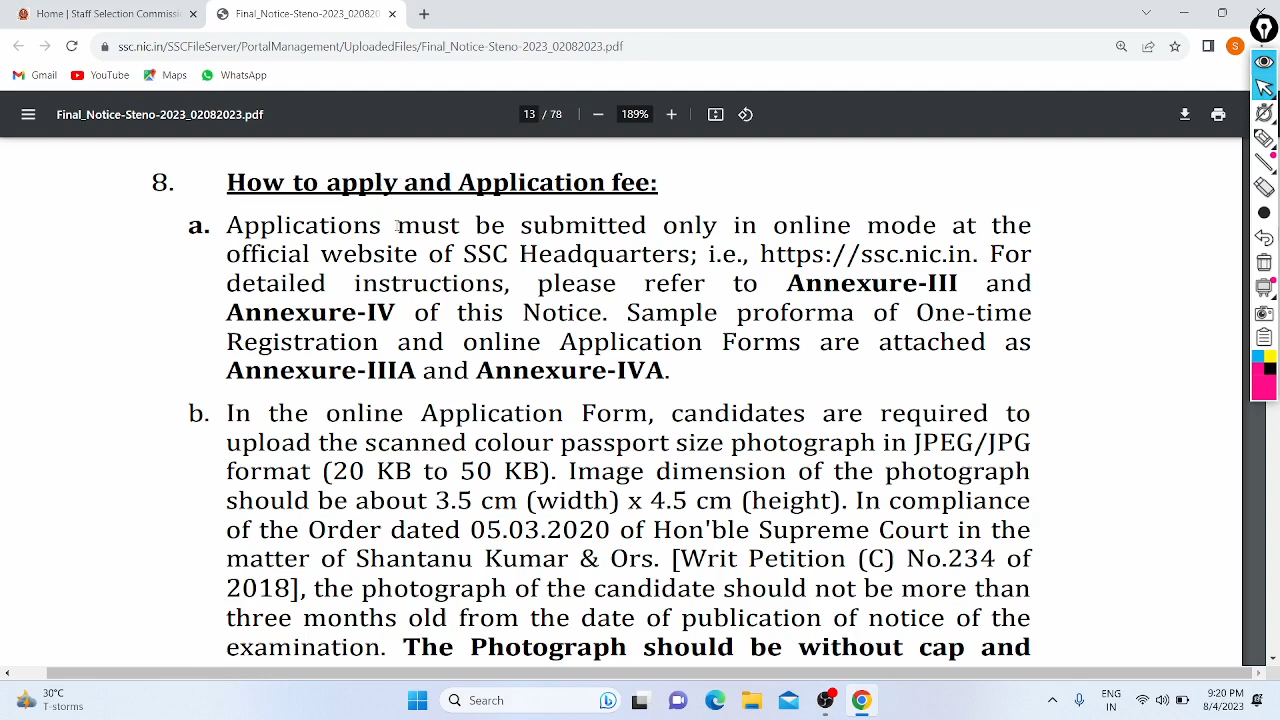 Home | Staff Selection Commissi
Final_Notice-Steno-2023_020820
ssc.nic.in/SSCFileServer/PortalManagement/UploadedFiles/Final_Notice-Steno-2023_02082023.pdf
S
Gmail
YouTube
Maps
WhatsApp
Final_Notice-Steno-2023_02082023.pdf
13 / 78
189%
8. How to apply and Application fee:
a. Applications must be submitted only in online mode at the
official website of SSC Headquarters; i.e., https://ssc.nic.in. For
detailed instructions, please refer to Annexure-III and
Annexure-IV of this Notice. Sample proforma of One-time
Registration and online Application Forms are attached as
Annexure-IIIA and Annexure-IVA.
b. In the online Application Form, candidates are required to
upload the scanned colour passport size photograph in JPEG/JPG
format (20 KB to 50 KB). Image dimension of the photograph
should be about 3.5 cm (width) x 4.5 cm (height). In compliance
of the Order dated 05.03.2020 of Hon'ble Supreme Court in the
matter of Shantanu Kumar & Ors. [Writ Petition (C) No.234 of
2018], the photograph of the candidate should not be more than
three months old from the date of publication of notice of the
examination. The Photograph should be without cap and
30°C
T-storms
Search
ENG
IN
9:20 PM
8/4/2023